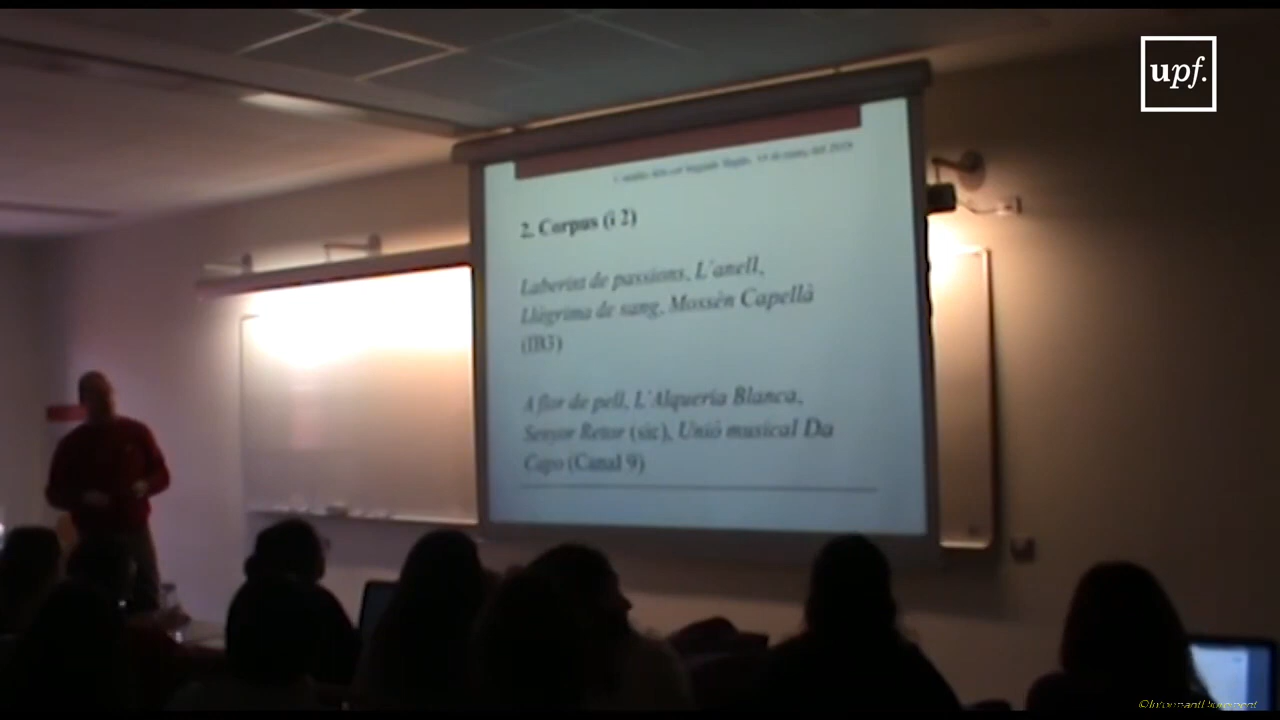 upf.
2. Corpus (i 2)
Laberint de passions, L'anell,
Llàgrima de sang, Mossèn Capellà
(IB3)
A flor de pell, L'Alqueria Blanca,
Senyor Retor (sic), Unió musical Da
Capo (Canal 9)